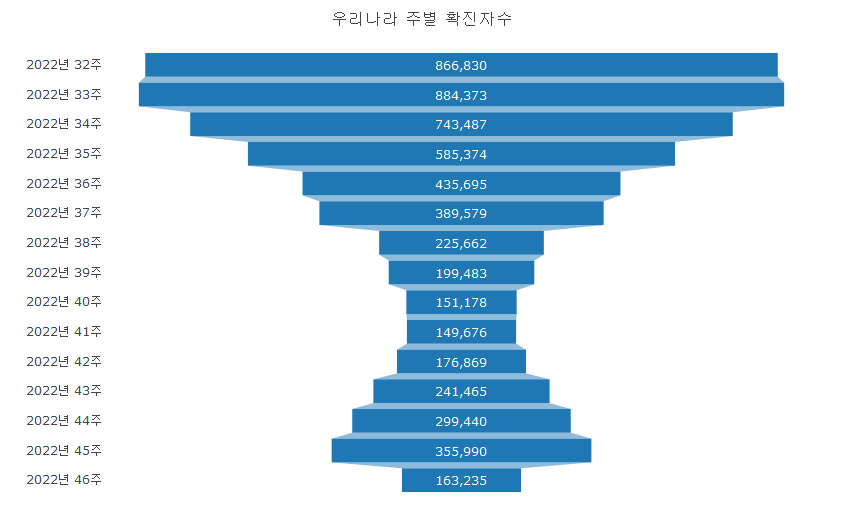 우리나라 주별 확진자수
2022년 32주 866,830
2022년 33주 884,373
2022년 34주 743,487
2022년 35주 585,374
2022년 36주 435,695
2022년 37주 389,579
2022년 38주 225,662
2022년 39주 199,483
2022년 40주 151,178
2022년 41주 149,676
2022년 42주 176,869
2022년 43주 241,465
2022년 44주 299,440
2022년 45주 355,990
2022년 46주 163,235